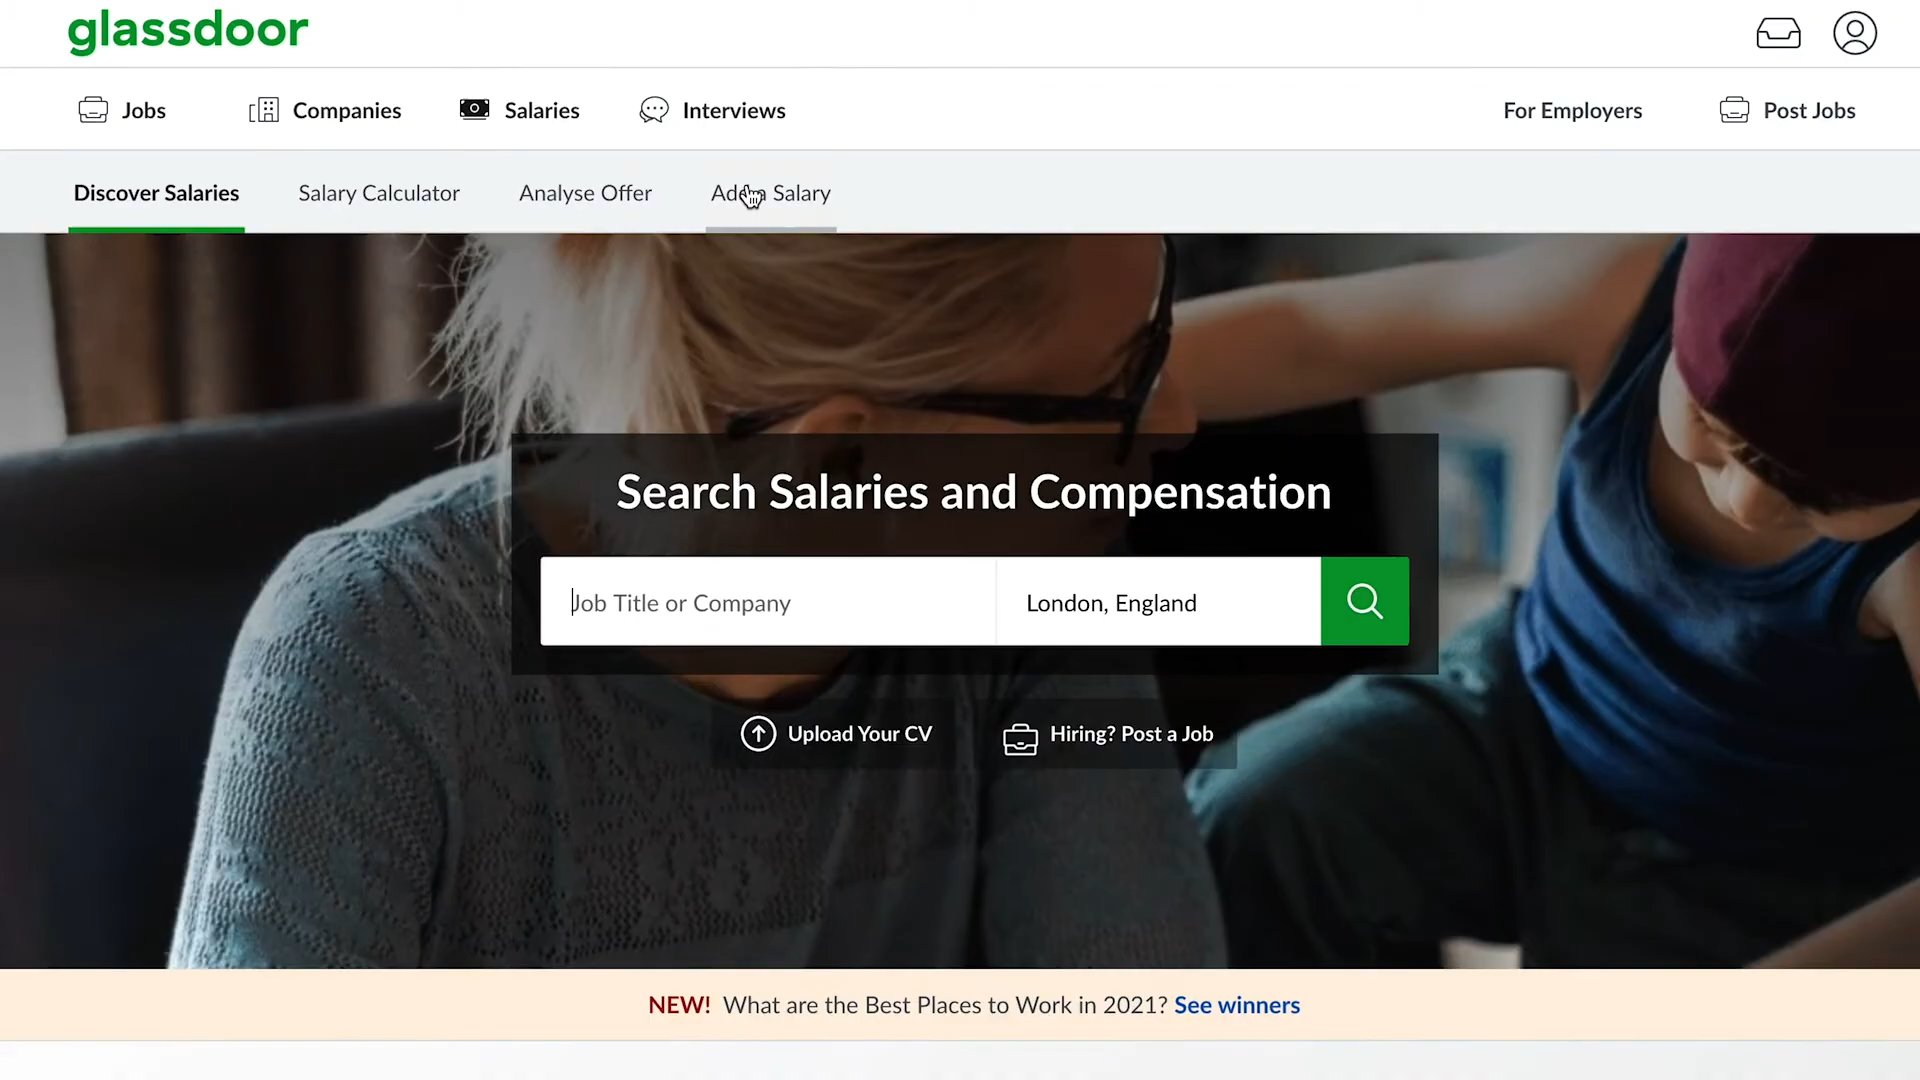 glassdoor
Jobs
Companies
Salaries
Interviews
For Employers
Post Jobs
Discover Salaries
Salary Calculator
Analyse Offer
Add a Salary
Search Salaries and Compensation
Job Title or Company
London, England
Upload Your CV
Hiring? Post a Job
NEW! What are the Best Places to Work in 2021? See winners